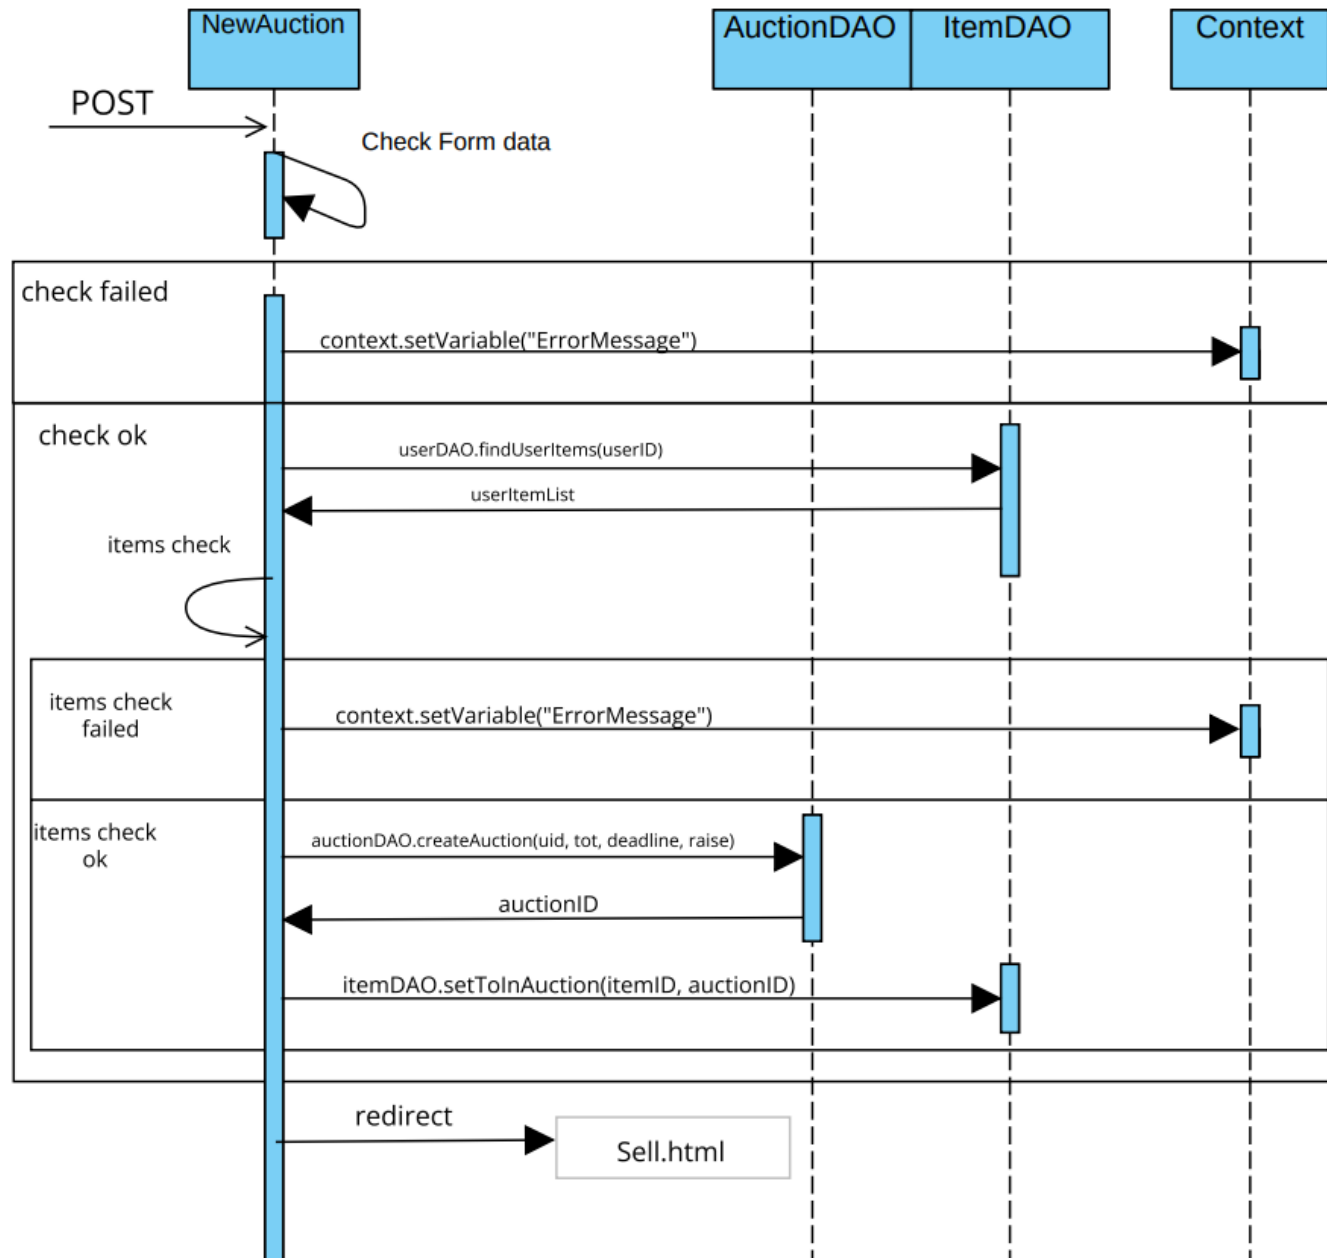 NewAuction
AuctionDAO
ItemDAO
Context
POST
Check Form data
check failed
context.setVariable("ErrorMessage")
check ok
userDAO.findUserItems(userID)
userItemList
items check
items check
failed
context.setVariable("ErrorMessage")
items check
ok
auctionDAO.createAuction(uid, tot, deadline, raise)
auctionID
itemDAO.setToInAuction(itemID, auctionID)
redirect
Sell.html